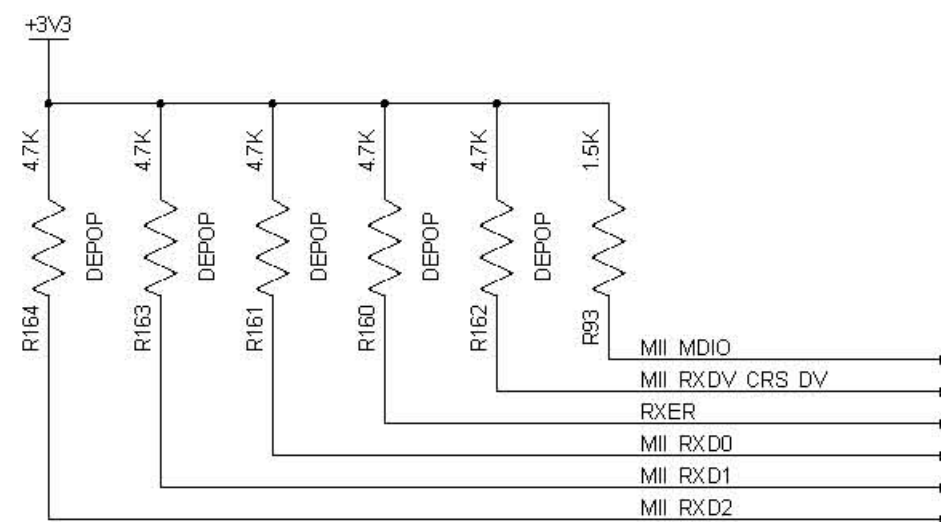 +3V3
4.7K
4.7K
4.7K
4.7K
4.7K
1.5K
DEPOP
DEPOP
DEPOP
DEPOP
DEPOP
R164
R163
R161
R160
R162
R93
MII MDIO
MII RXDV CRS DV
RXER
MII RXD0
MII RXD1
MII RXD2